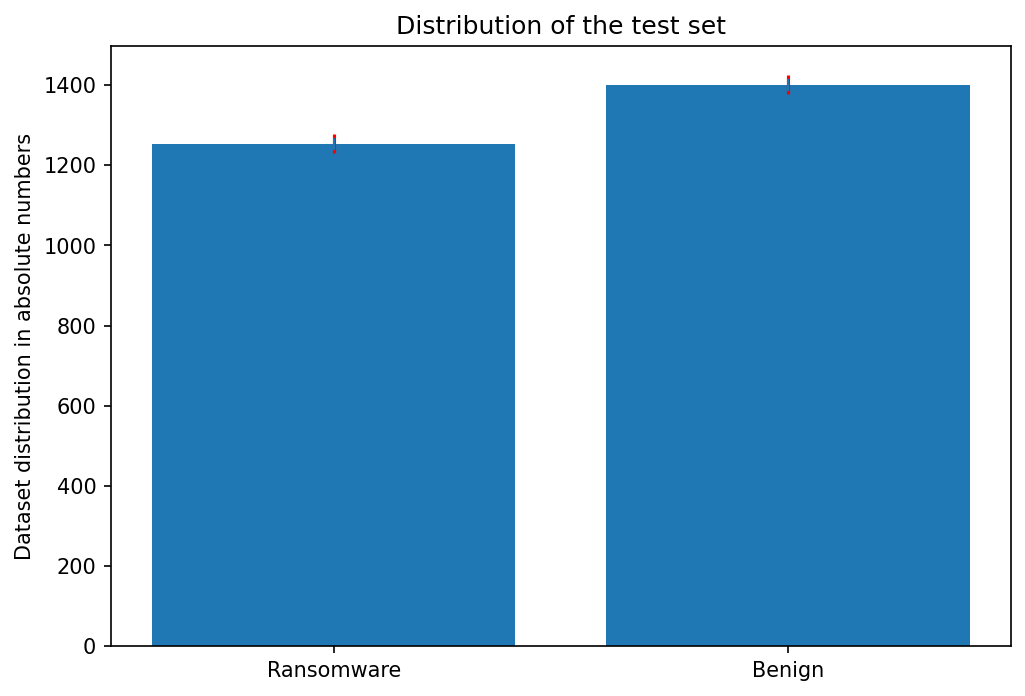 Distribution of the test set
Dataset distribution in absolute numbers
1400
1200
1000
800
600
400
200
0
Ransomware
Benign